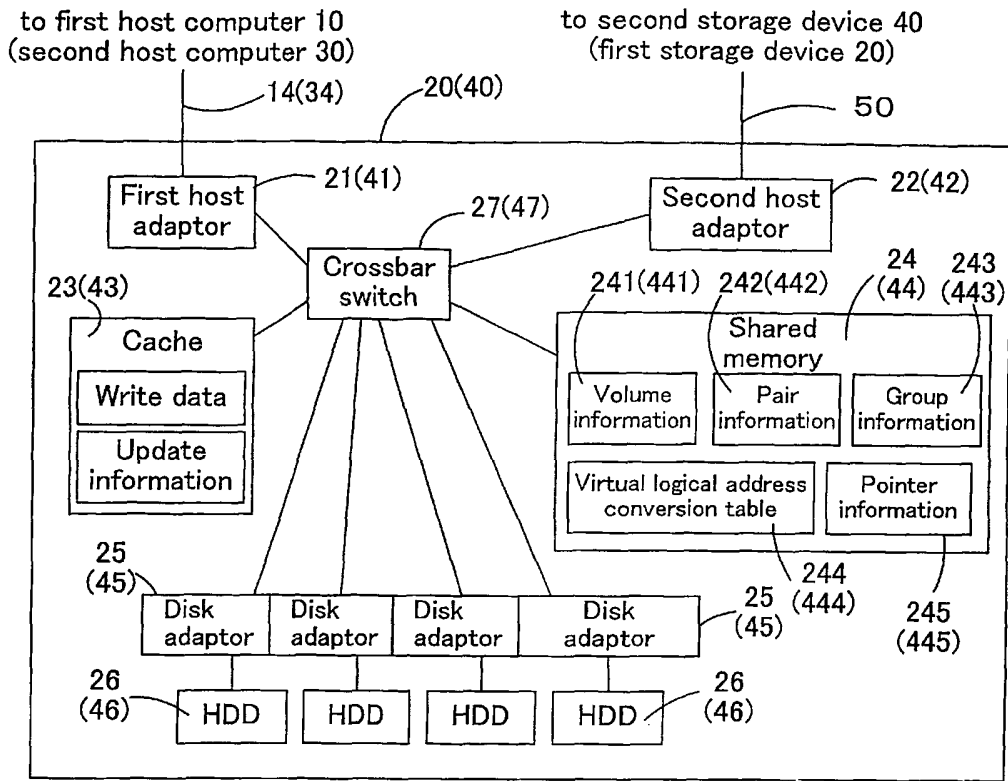 to first host computer 10
(second host computer 30)
to second storage device 40
(first storage device 20)
14(34)
20(40)
50
First host
adaptor
21(41)
27(47)
Second host
adaptor
22(42)
Crossbar
switch
23(43)
Cache
Write data
Update
information
241(441)
242(442)
24
(44)
243
(443)
Shared
memory
Volume
information
Pair
information
Group
information
Virtual logical address
conversion table
Pointer
information
244
(444)
245
(445)
25
(45)
Disk
adaptor
Disk
adaptor
Disk
adaptor
Disk
adaptor
25
(45)
26
(46)
HDD
HDD
HDD
HDD
26
(46)